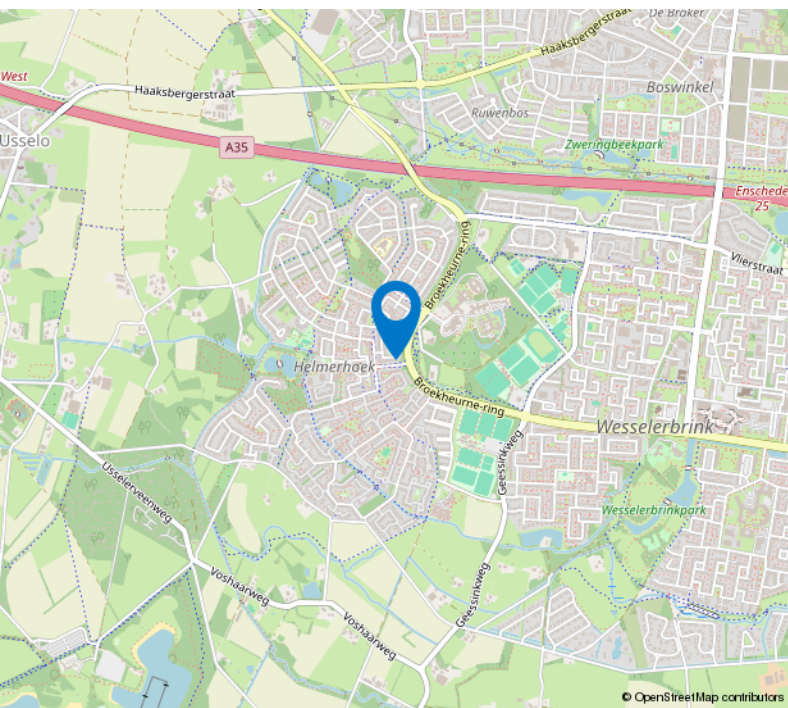 De Braker
Haaksbergerstraat
West
Haaksbergerstraat
Boswinkel
Ruwenbos
Usselo
A35
Zweringbeekpark
Enschede
25
Broekheurne-ring
Vlierstraat
Helmerhoek
Broekheurne-ring
Wesselerbrink
Geessinkweg
Usselerveenweg
Wesselerbrinkpark
Voshaarweg
Geessinkweg
Voshaarweg
© OpenStreetMap contributors